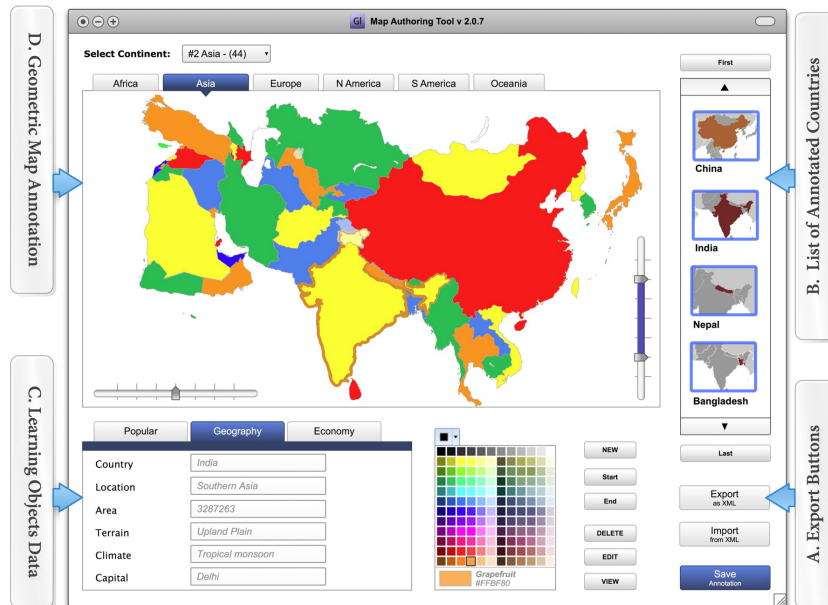 GI Map Authoring Tool v 2.0.7
Select Continent: #2 Asia - (44)
Africa Asia Europe N America S America Oceania
First
China
India
Nepal
Bangladesh
Last
Popular Geography Economy
Country India
Location Southern Asia
Area 3287263
Terrain Upland Plain
Climate Tropical monsoon
Capital Delhi
Grapefruit
#FFBF80
NEW
Start
End
DELETE
EDIT
VIEW
Export
as XML
Import
from XML
Save
Annotation
D. Geometric Map Annotation
C. Learning Objects Data
B. List of Annotated Countries
A. Export Buttons